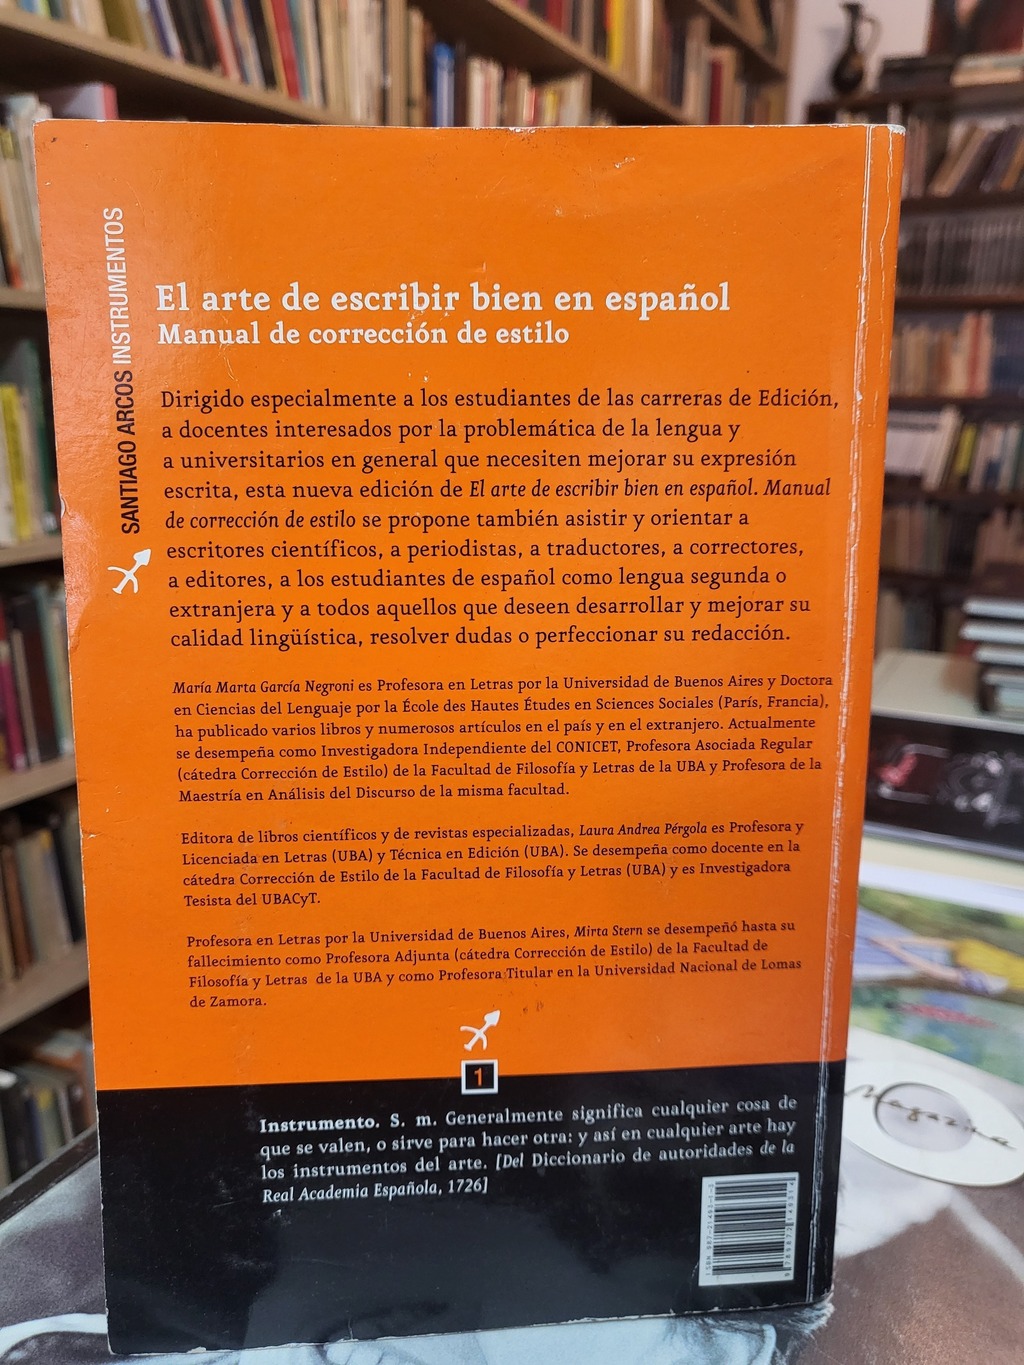 SANTIAGO ARCOS INSTRUMENTOS
El arte de escribir bien en español
Manual de corrección de estilo
Dirigido especialmente a los estudiantes de las carreras de Edición,
a docentes interesados por la problemática de la lengua y
a universitarios en general que necesiten mejorar su expresión
escrita, esta nueva edición de El arte de escribir bien en español. Manual
de corrección de estilo se propone también asistir y orientar a
escritores científicos, a periodistas, a traductores, a correctores,
a editores, a los estudiantes de español como lengua segunda o
extranjera y a todos aquellos que deseen desarrollar y mejorar su
calidad lingüística, resolver dudas o perfeccionar su redacción.
María Marta García Negroni es Profesora en Letras por la Universidad de Buenos Aires y Doctora
en Ciencias del Lenguaje por la École des Hautes Études en Sciences Sociales (París, Francia),
ha publicado varios libros y numerosos artículos en el país y en el extranjero. Actualmente
se desempeña como Investigadora Independiente del CONICET, Profesora Asociada Regular
(cátedra Corrección de Estilo) de la Facultad de Filosofía y Letras de la UBA y Profesora de la
Maestría en Análisis del Discurso de la misma facultad.
Editora de libros científicos y de revistas especializadas, Laura Andrea Pérgola es Profesora y
Licenciada en Letras (UBA) y Técnica en Edición (UBA). Se desempeña como docente en la
cátedra Corrección de Estilo de la Facultad de Filosofía y Letras (UBA) y es Investigadora
Tesista del UBACyT.
Profesora en Letras por la Universidad de Buenos Aires, Mirta Stern se desempeñó hasta su
fallecimiento como Profesora Adjunta (cátedra Corrección de Estilo) de la Facultad de
Filosofía y Letras de la UBA y como Profesora Titular en la Universidad Nacional de Lomas
de Zamora.
1
Instrumento. S. m. Generalmente significa cualquier cosa de
que se valen, o sirve para hacer otra: y así en cualquier arte hay
los instrumentos del arte. [Del Diccionario de autoridades de la
Real Academia Española, 1726]
Magazine